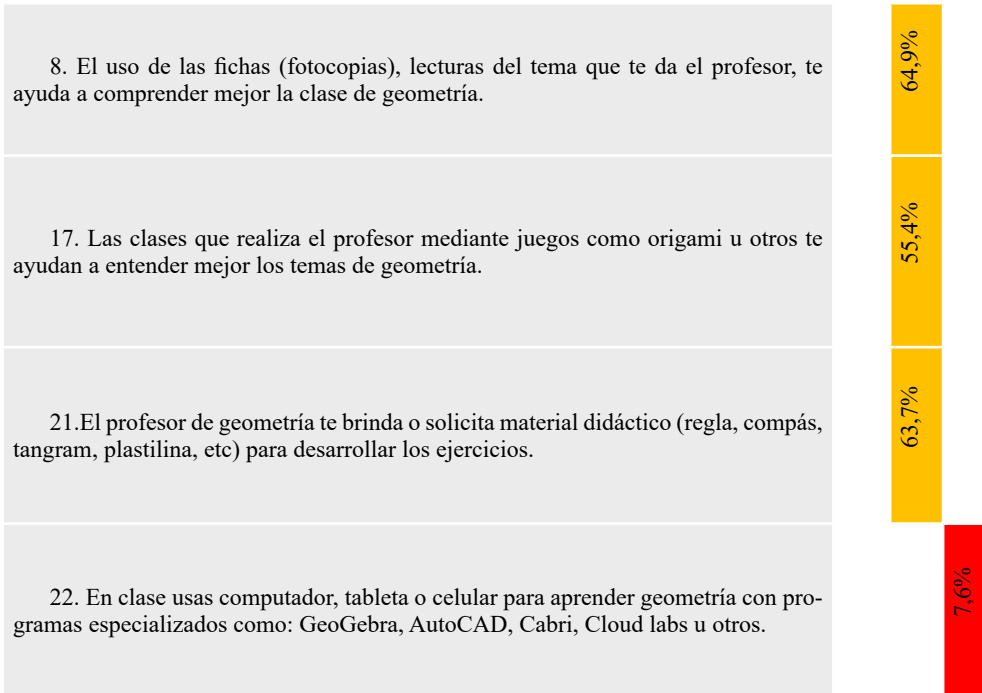 8. El uso de las fichas (fotocopias), lecturas del tema que te da el profesor, te
ayuda a comprender mejor la clase de geometría.
64,9%
17. Las clases que realiza el profesor mediante juegos como origami u otros te
ayudan a entender mejor los temas de geometría.
55,4%
21.El profesor de geometría te brinda o solicita material didáctico (regla, compás,
tangram, plastilina, etc) para desarrollar los ejercicios.
63,7%
22. En clase usas computador, tableta o celular para aprender geometría con pro-
gramas especializados como: GeoGebra, AutoCAD, Cabri, Cloud labs u otros.
7,6%